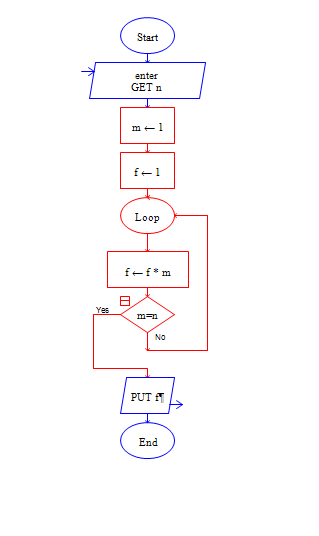 Start
enter
GET n
m ← 1
f ← 1
Loop
f ← f * m
Yes
m=n
No
PUT f¶
End